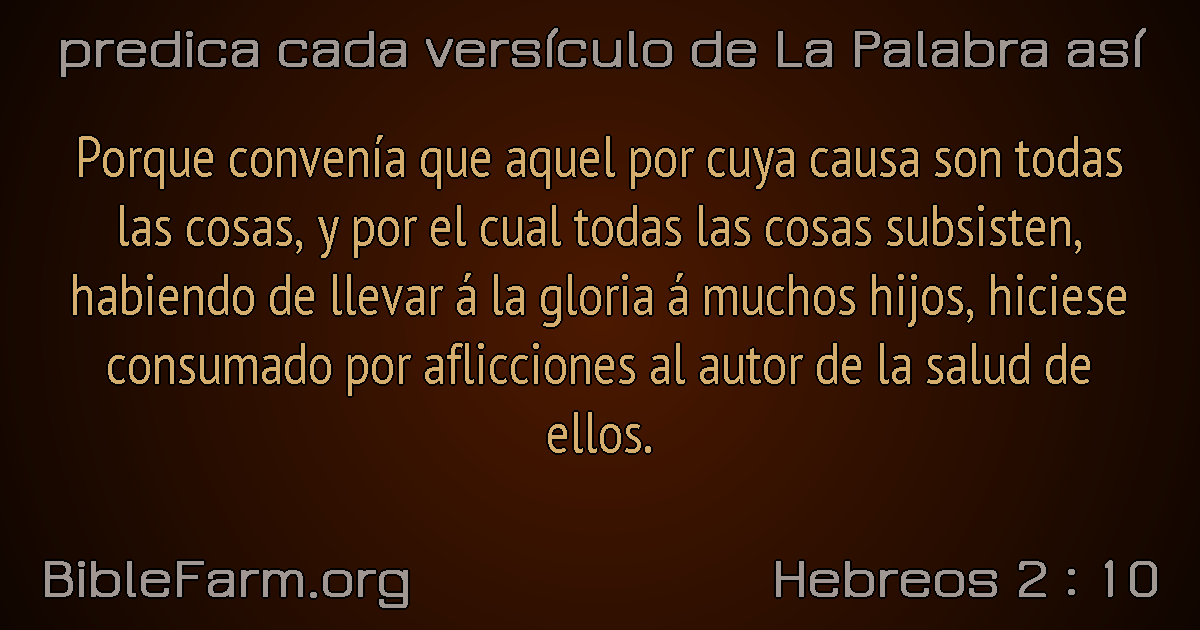 predica cada versículo de La Palabra así
Porque convenía que aquel por cuya causa son todas
las cosas, y por el cual todas las cosas subsisten,
habiendo de llevar á la gloria á muchos hijos, hiciese
consumado por aflicciones al autor de la salud de
ellos.
BibleFarm.org
Hebreos 2 : 10